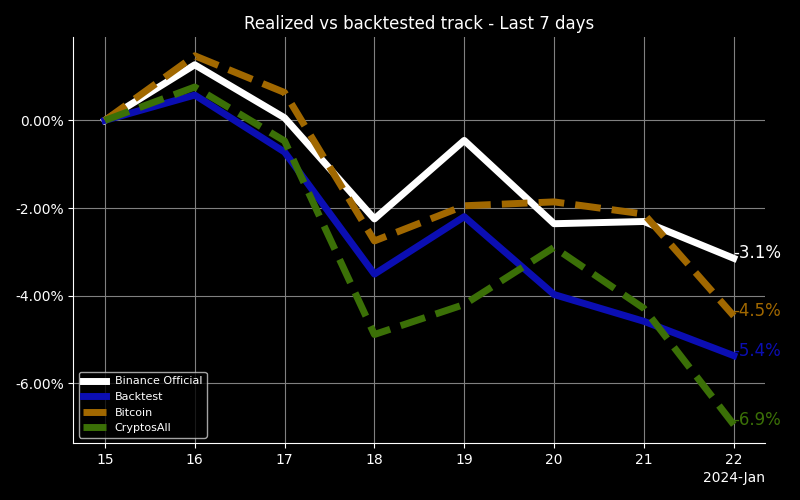 Realized vs backtested track - Last 7 days
0.00%
-2.00%
-4.00%
-6.00%
-3.1%
-4.5%
-5.4%
-6.9%
Binance Official
Backtest
Bitcoin
CryptosAll
15 16 17 18 19 20 21 22
2024-Jan